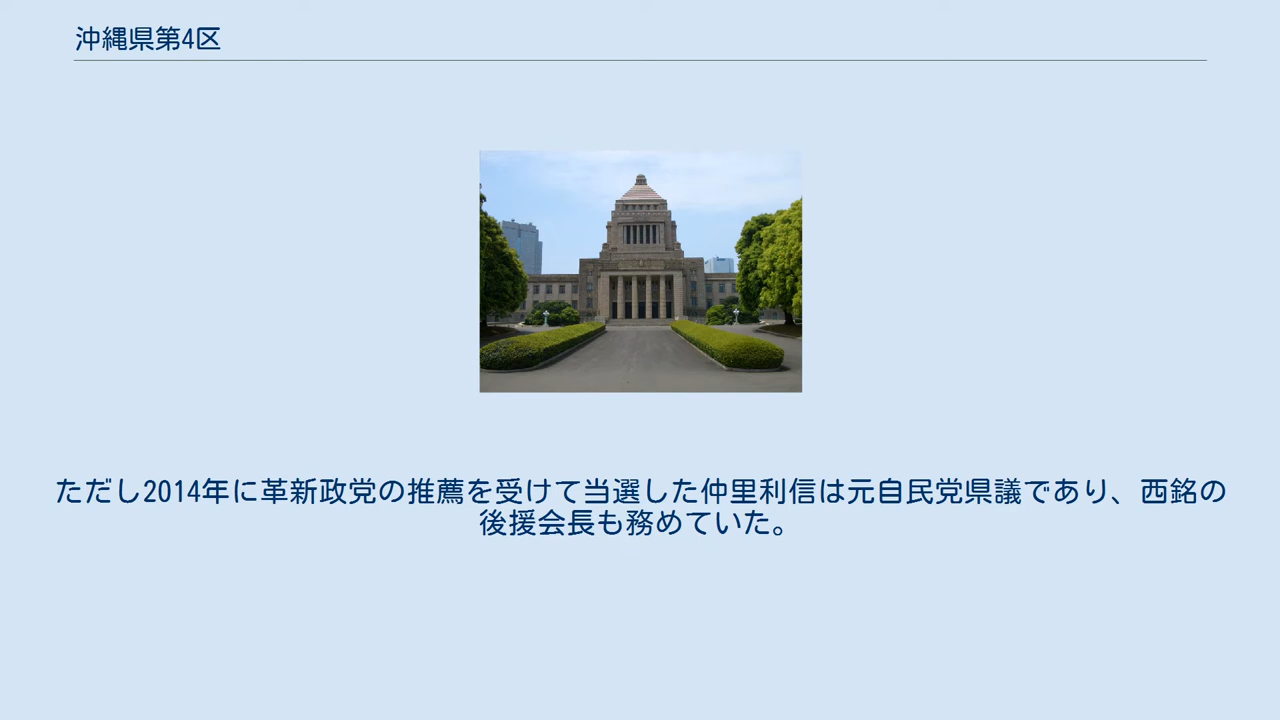 沖縄県第4区
ただし2014年に革新政党の推薦を受けて当選した仲里利信は元自民党県議であり、西銘の
後援会長も務めていた。